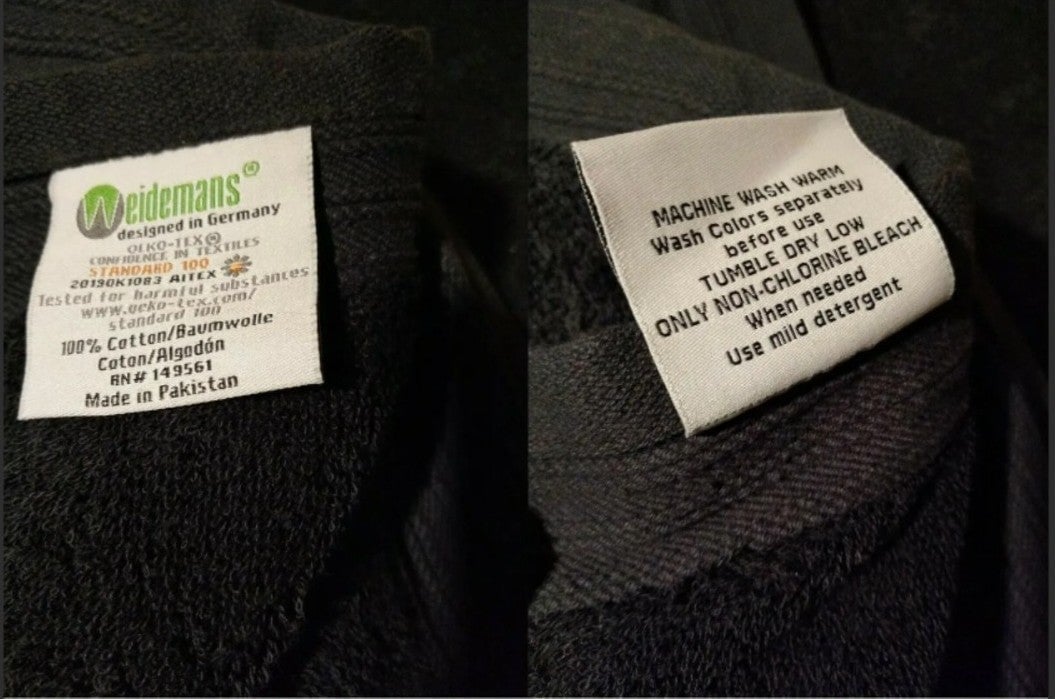 Weidemans®
designed in Germany
OEKO-TEX®
CONFIDENCE IN TEXTILES
STANDARD 100
20190K1083 AITEX
Tested for harmful substances
www.oeko-tex.com/
standard 100
100% Cotton/Baumwolle
Coton/Algodón
RN# 149561
Made in Pakistan
MACHINE WASH WARM
Wash Colors separately
before use
TUMBLE DRY LOW
ONLY NON-CHLORINE BLEACH
When needed
Use mild detergent